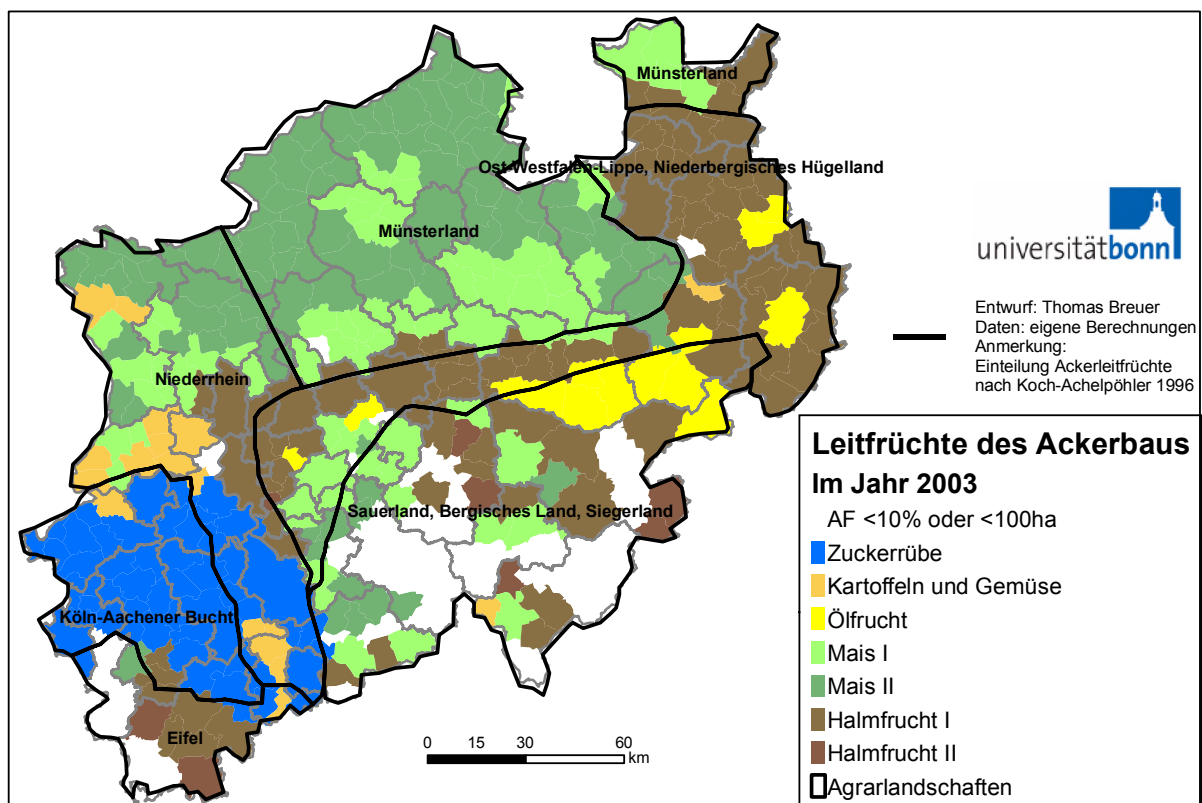 Münsterland
Ost-Westfalen-Lippe, Niederbergisches Hügelland
Münsterland
Niederrhein
Sauerland, Bergisches Land, Siegerland
Köln-Aachener Bucht
Eifel
0 15 30 60
km
universitätbonn
Entwurf: Thomas Breuer
Daten: eigene Berechnungen
Anmerkung:
Einteilung Ackerleitfrüchte
nach Koch-Achelpöhler 1996
Leitfrüchte des Ackerbaus
Im Jahr 2003
AF <10% oder <100ha
Zuckerrübe
Kartoffeln und Gemüse
Ölfrucht
Mais I
Mais II
Halmfrucht I
Halmfrucht II
Agrarlandschaften